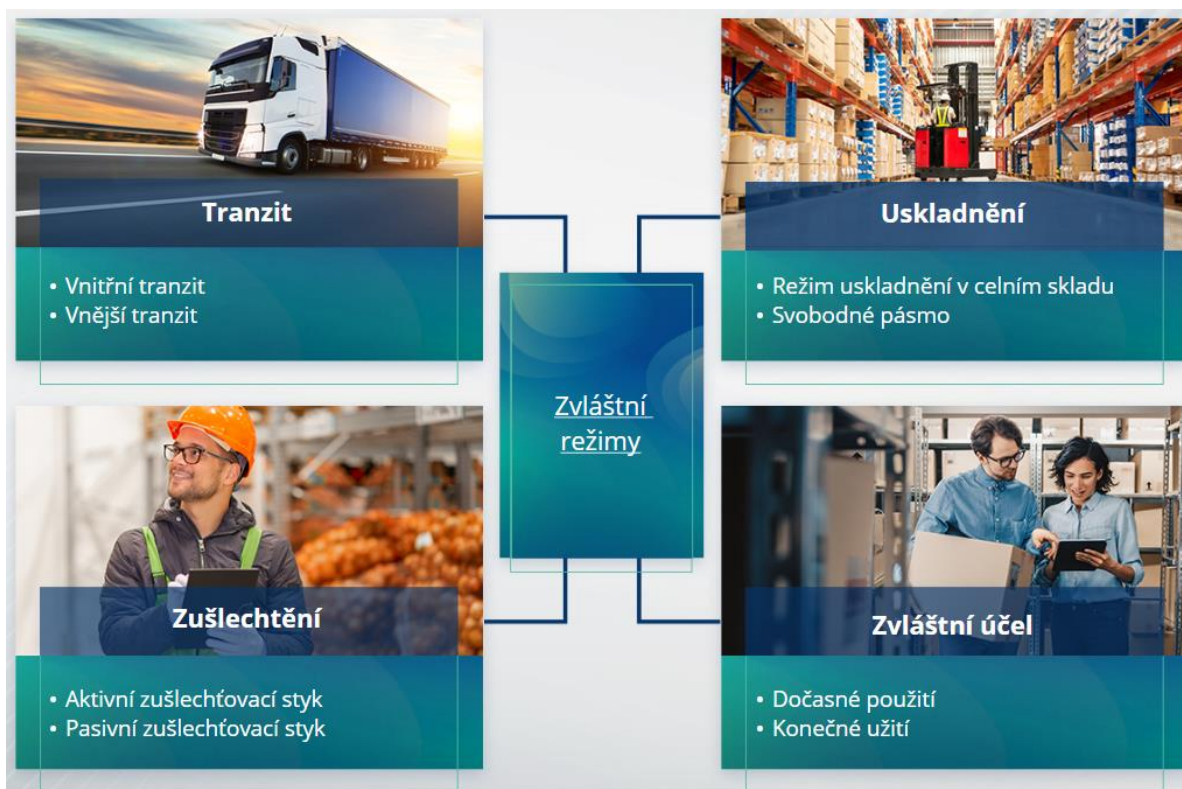 Tranzit
• Vnitřní tranzit
• Vnější tranzit
Uskladnění
• Režim uskladnění v celním skladu
• Svobodné pásmo
Zvláštní
režimy
Zušlechtění
• Aktivní zušlechťovací styk
• Pasivní zušlechťovací styk
Zvláštní účel
• Dočasné použití
• Konečné užití